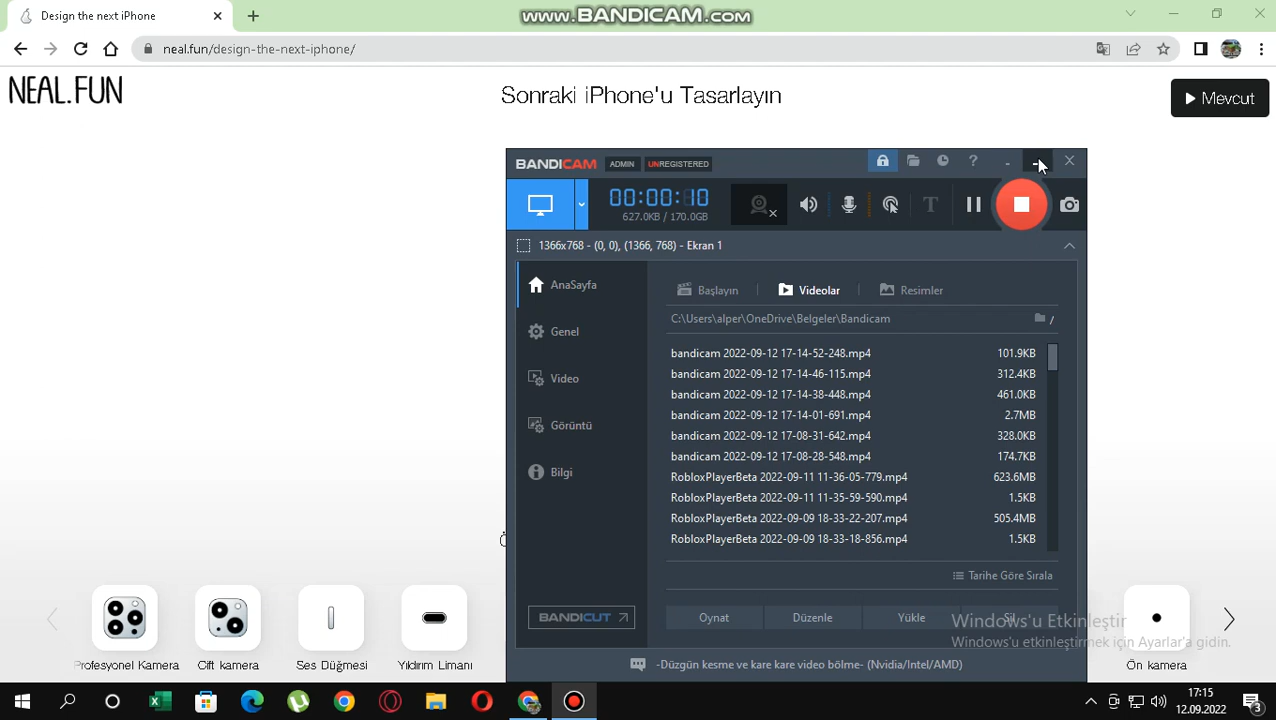 Design the next iPhone
www.BANDICAM.com
neal.fun/design-the-next-iphone/
NEAL.FUN
Sonraki iPhone'u Tasarlayın
Mevcut
BANDICAM ADMIN UNREGISTERED
00:00:10
627.0KB / 170.0GB
1366x768 - (0, 0), (1366, 768) - Ekran 1
AnaSayfa
Genel
Video
Görüntü
Bilgi
BANDICUT
Başlayın
Videolar
Resimler
C:\Users\alper\OneDrive\Belgeler\Bandicam
bandicam 2022-09-12 17-14-52-248.mp4 101.9KB
bandicam 2022-09-12 17-14-46-115.mp4 312.4KB
bandicam 2022-09-12 17-14-38-448.mp4 461.0KB
bandicam 2022-09-12 17-14-01-691.mp4 2.7MB
bandicam 2022-09-12 17-08-31-642.mp4 328.0KB
bandicam 2022-09-12 17-08-28-548.mp4 174.7KB
RobloxPlayerBeta 2022-09-11 11-36-05-779.mp4 623.6MB
RobloxPlayerBeta 2022-09-11 11-35-59-590.mp4 1.5KB
RobloxPlayerBeta 2022-09-09 18-33-22-207.mp4 505.4MB
RobloxPlayerBeta 2022-09-09 18-33-18-856.mp4 1.5KB
Tarihe Göre Sırala
Oynat Düzenle Yükle Sil
-Düzgün kesme ve kare kare video bölme- (Nvidia/Intel/AMD)
Windows'u Etkinleştir
Windows'u etkinleştirmek için Ayarlar'a gidin.
Profesyonel Kamera
Çift kamera
Ses Düğmesi
Yıldırım Limanı
Ön kamera
17:15
12.09.2022
3